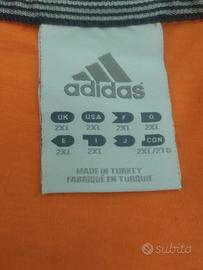 adidas
UK USA F D
2XL 2XL 2XL 2XL
E I J CDN
2XL 2XL 2XL 2XL/2TG
MADE IN TURKEY
FABRIQUÉ EN TURQUIE
subito